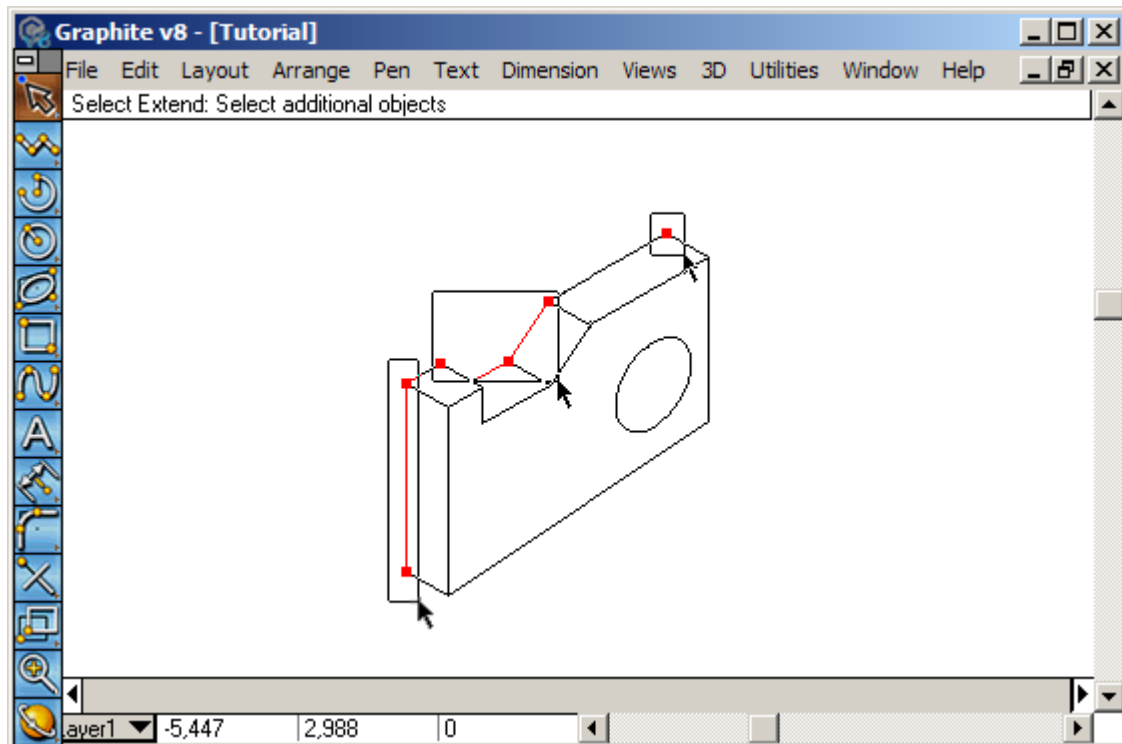 Graphite v8 - [Tutorial]
File Edit Layout Arrange Pen Text Dimension Views 3D Utilities Window Help
Select Extend: Select additional objects
A
ayer1 -5,447 2,988 0